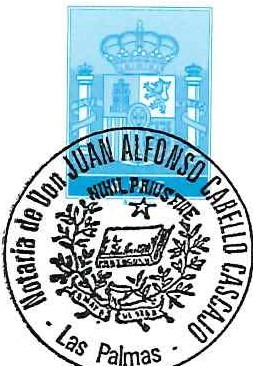 Notaría de Don JUAN ALFONSO CABELLO CASCAJO
NIHIL PRIUS FIDE
- Las Palmas -